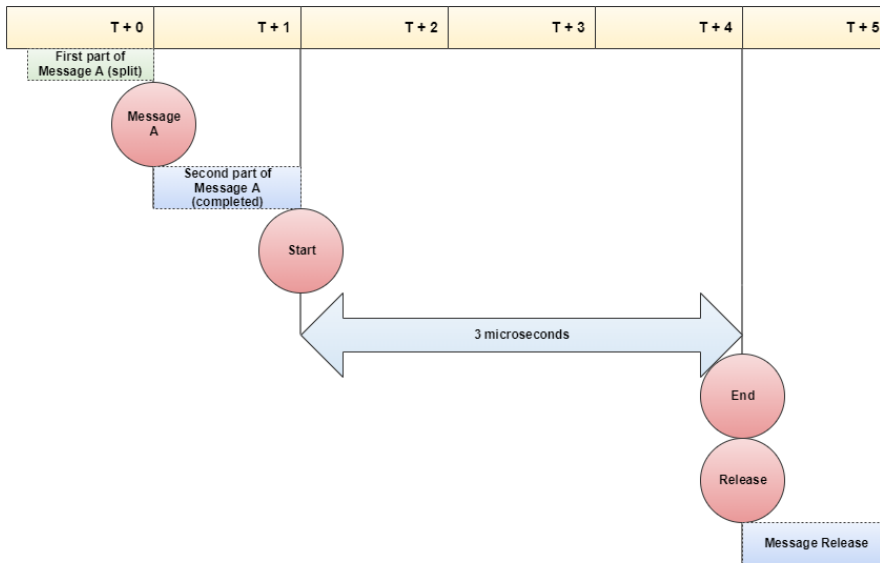 T + 0 T + 1 T + 2 T + 3 T + 4 T + 5
First part of
Message A (split)
Message
A
Second part of
Message A
(completed)
Start
3 microseconds
End
Release
Message Release